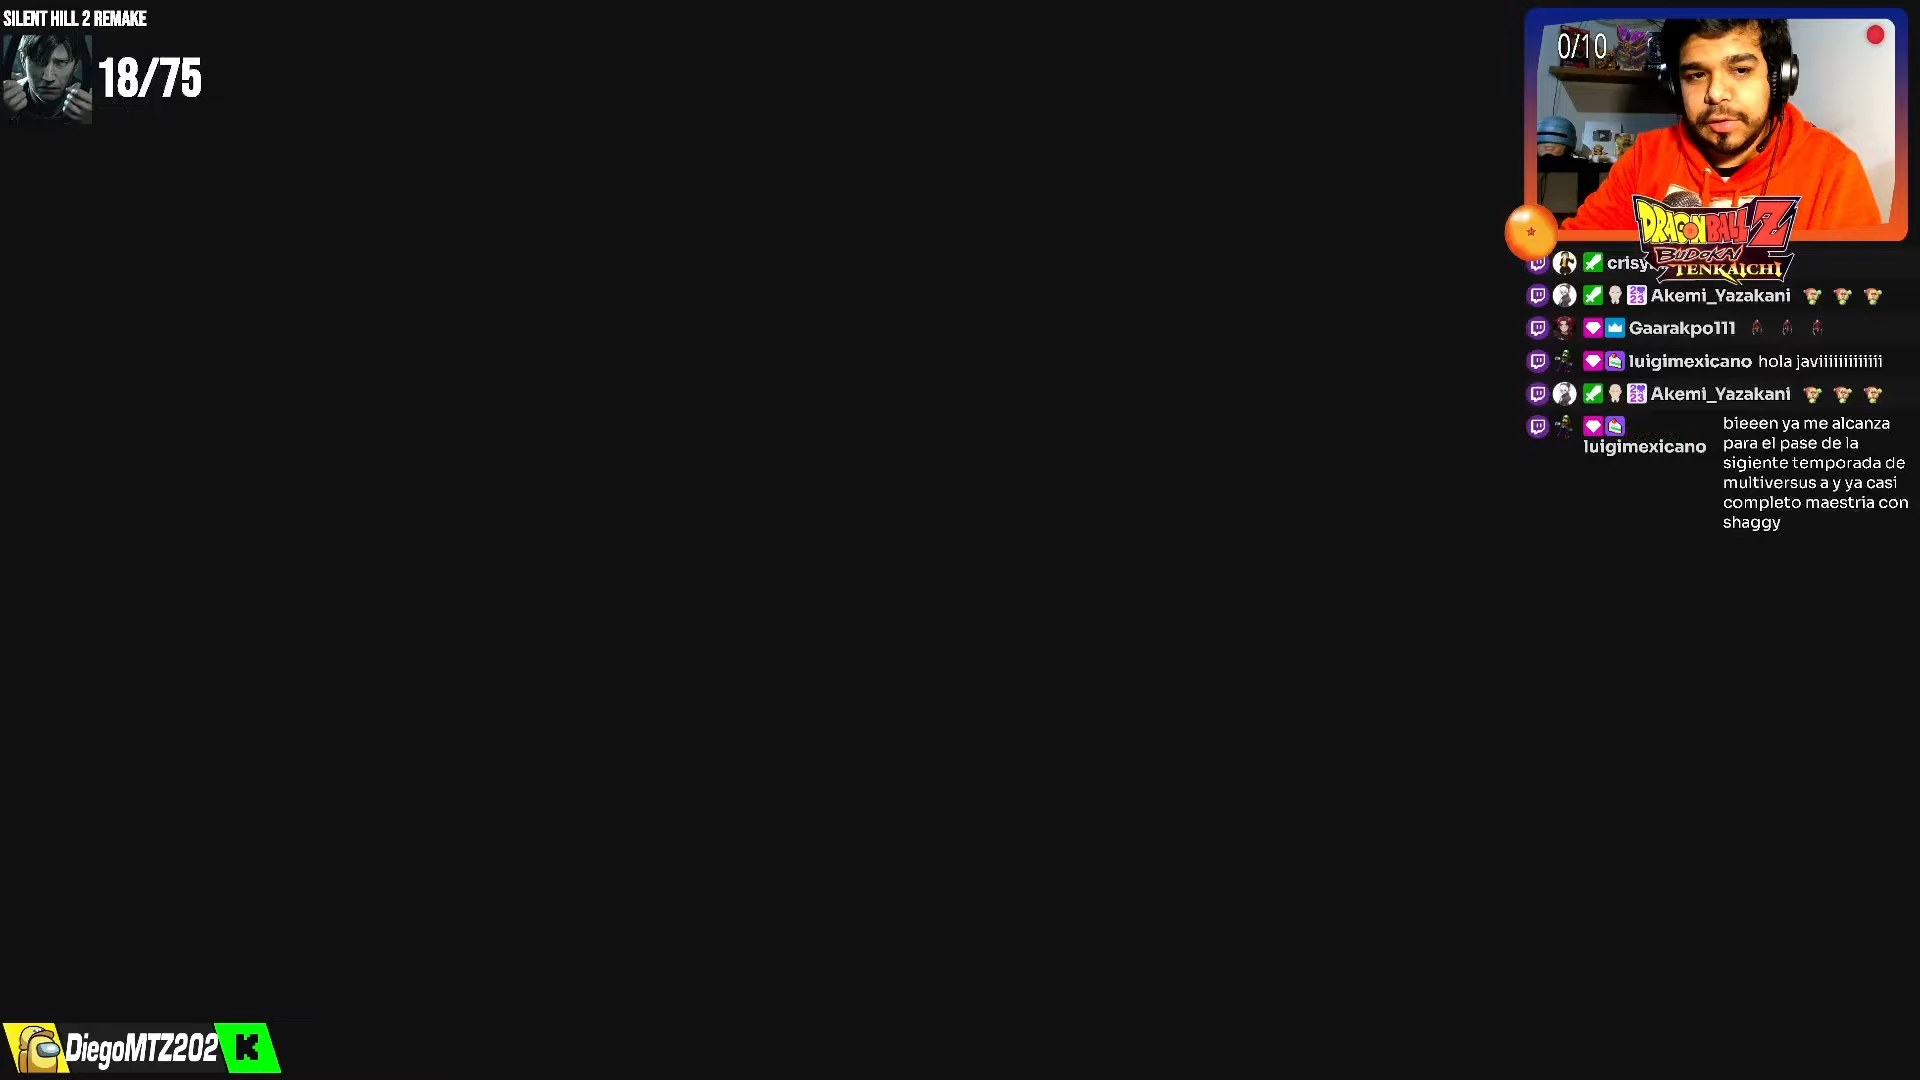 SILENT HILL 2 REMAKE
18/75
0/10
DRAGON BALL Z
BUDOKAI
TENKAICHI
Akemi_Yazakani
Gaarakpo111
luigimexicano hola javiiiiiiiiiiiii
Akemi_Yazakani
luigimexicano
bieeen ya me alcanza
para el pase de la
sigiente temporada de
multiversus a y ya casi
completo maestria con
shaggy
DiegoMTZ202 K